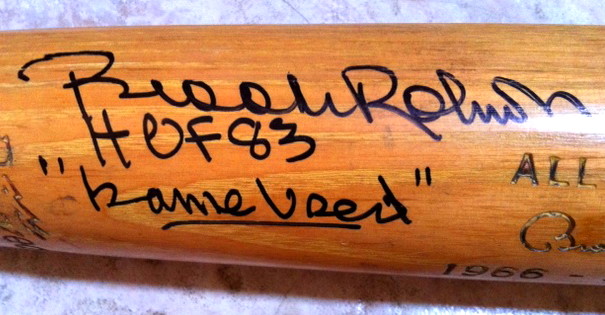 Brooks Robinson
HOF 83
"Game Used"
ALL
1966 -